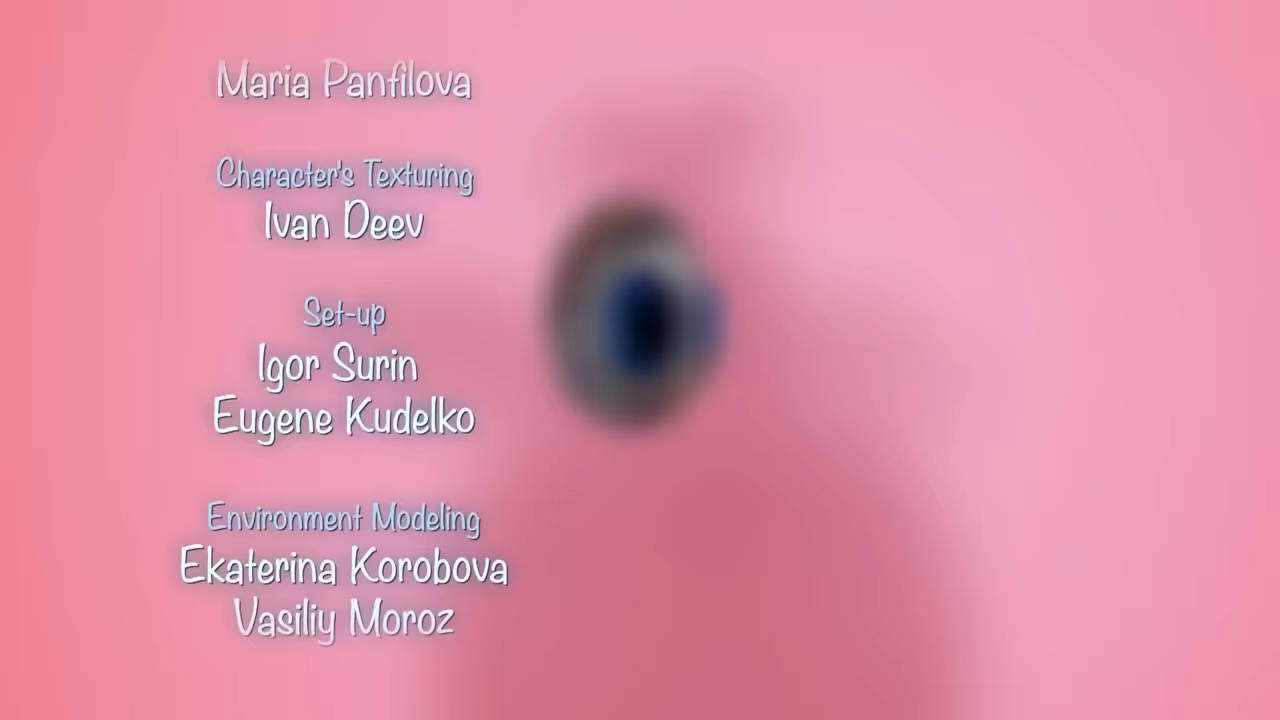 Maria Panfilova
Character's Texturing
Ivan Deev
Set-up
Igor Surin
Eugene Kudelko
Environment Modeling
Ekaterina Korobova
Vasiliy Moroz